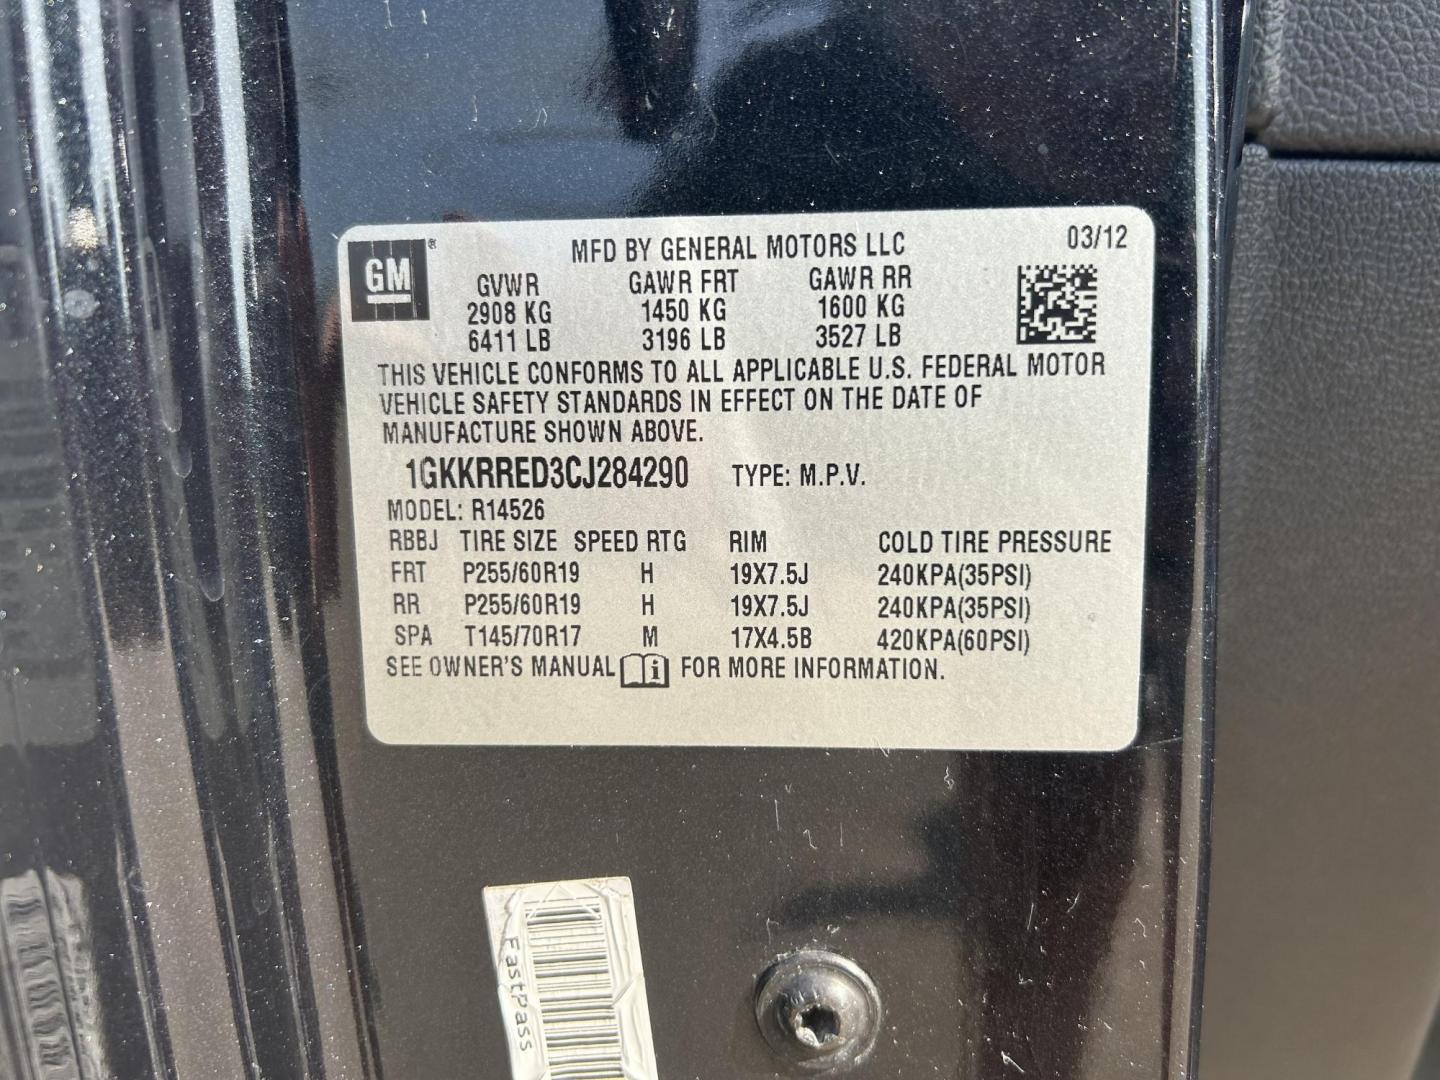 GM ®
MFD BY GENERAL MOTORS LLC 03/12
GVWR GAWR FRT GAWR RR
2908 KG 1450 KG 1600 KG
6411 LB 3196 LB 3527 LB
THIS VEHICLE CONFORMS TO ALL APPLICABLE U.S. FEDERAL MOTOR
VEHICLE SAFETY STANDARDS IN EFFECT ON THE DATE OF
MANUFACTURE SHOWN ABOVE.
1GKKRRED3CJ284290 TYPE: M.P.V.
MODEL: R14526
RBBJ TIRE SIZE SPEED RTG RIM COLD TIRE PRESSURE
FRT P255/60R19 H 19X7.5J 240KPA(35PSI)
RR P255/60R19 H 19X7.5J 240KPA(35PSI)
SPA T145/70R17 M 17X4.5B 420KPA(60PSI)
SEE OWNER'S MANUAL FOR MORE INFORMATION.
FastPass